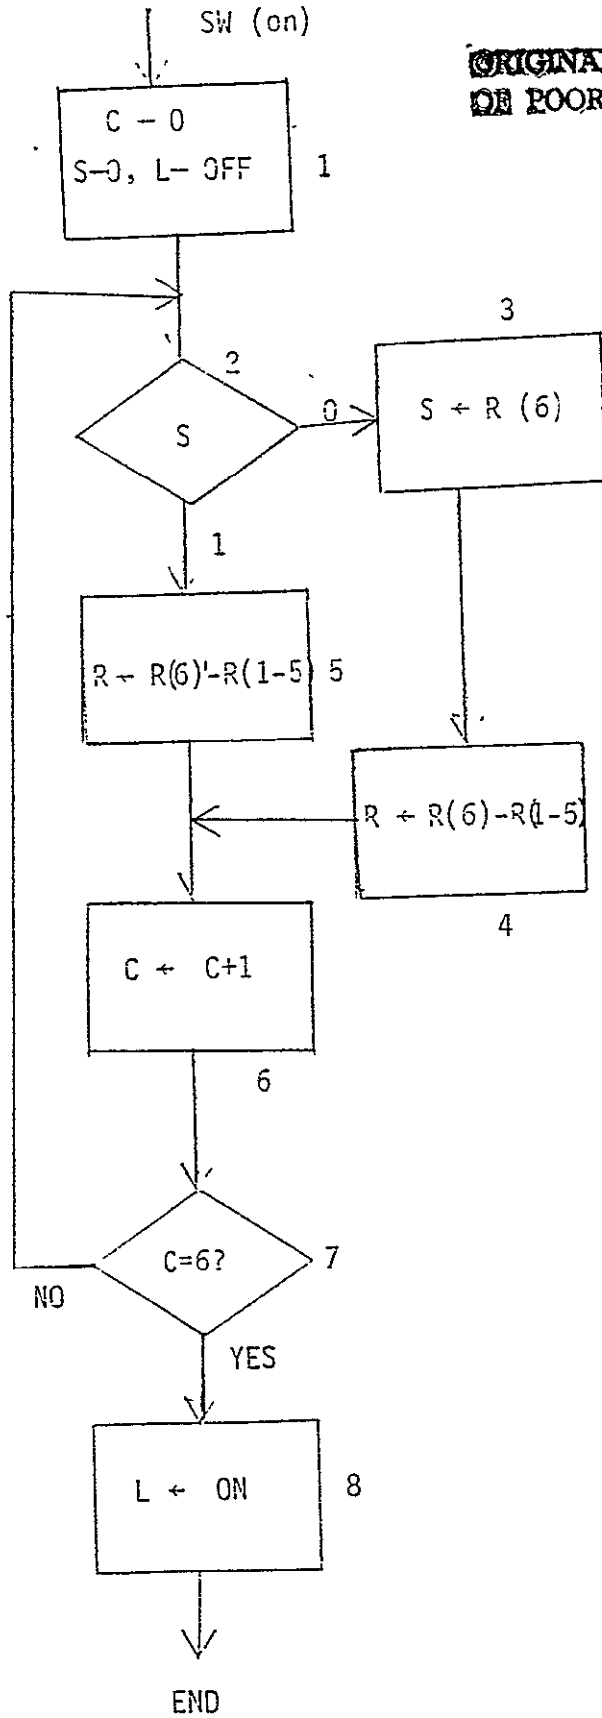 SW (on)
ORIGINA
OF POOR
C - 0
S-0, L- OFF
1
2
3
S
0
S ← R (6)
1
R ← R(6)'-R(1-5)
5
R ← R(6)-R(1-5)
4
C ← C+1
6
C=6?
7
NO
YES
L ← ON
8
END